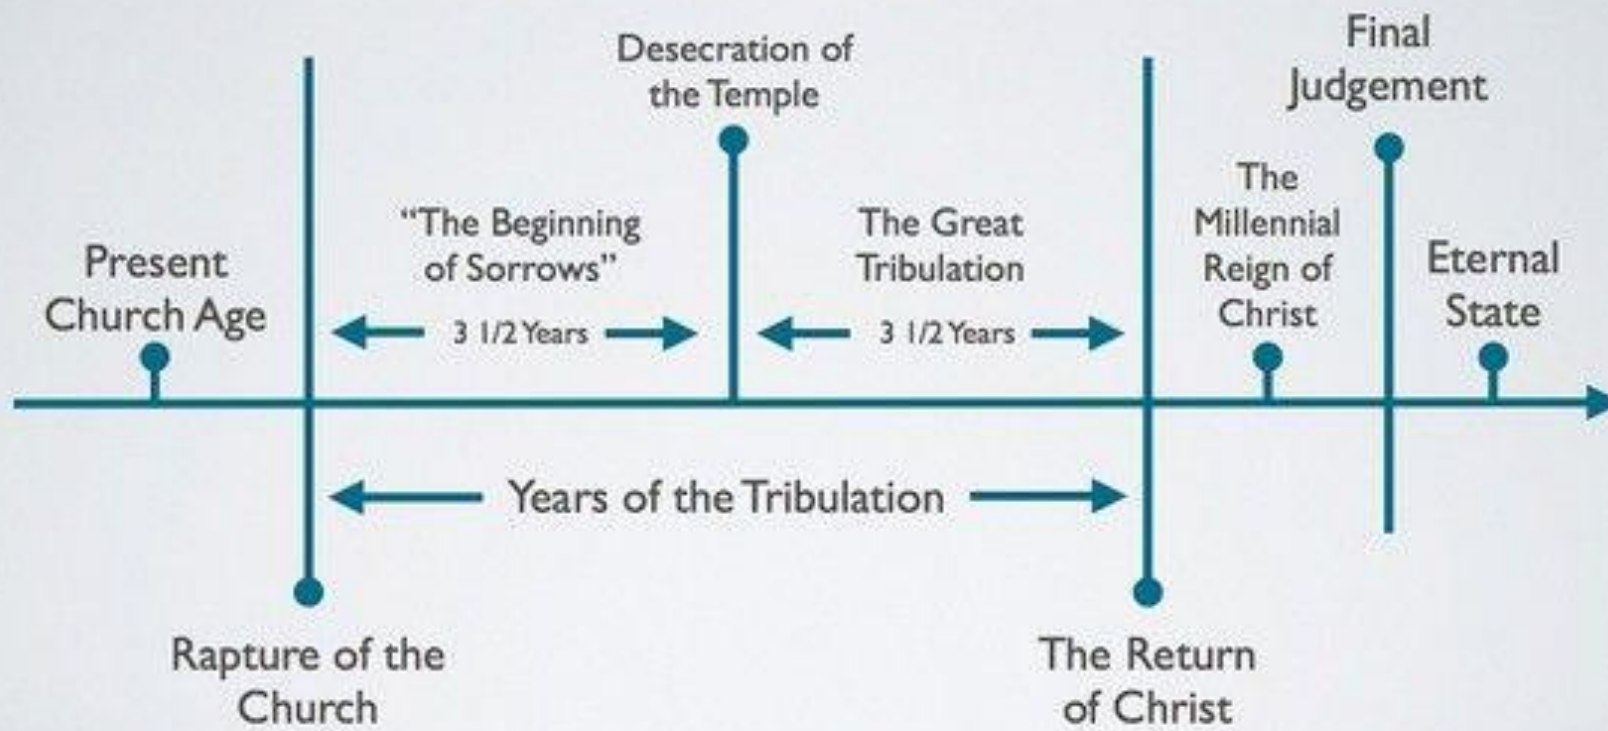 Present
Church Age
"The Beginning
of Sorrows"
3 1/2 Years
Desecration of
the Temple
The Great
Tribulation
3 1/2 Years
The
Millennial
Reign of
Christ
Final
Judgement
Eternal
State
Years of the Tribulation
Rapture of the
Church
The Return
of Christ